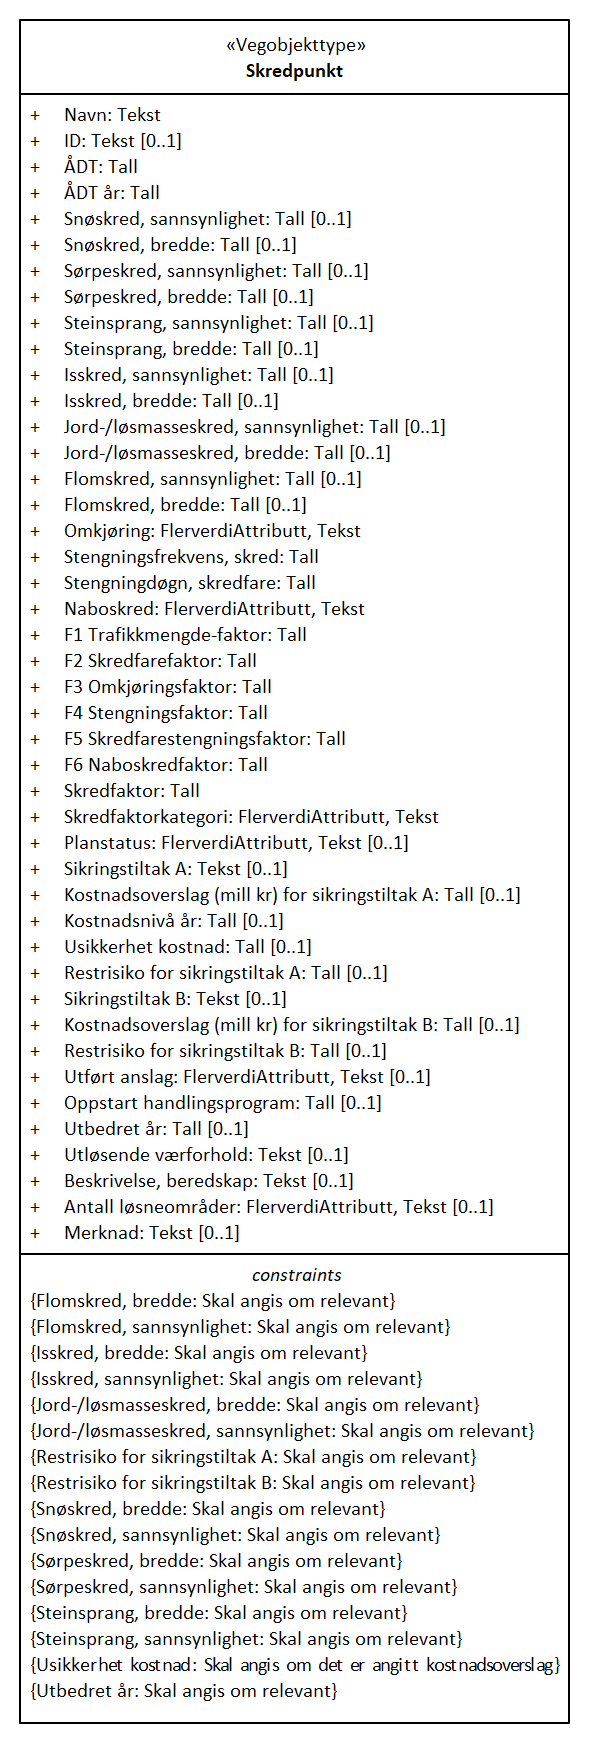 «Vegobjekttype»
Skredpunkt
+ Navn: Tekst
+ ID: Tekst [0..1]
+ ÅDT: Tall
+ ÅDT år: Tall
+ Snøskred, sannsynlighet: Tall [0..1]
+ Snøskred, bredde: Tall [0..1]
+ Sørpeskred, sannsynlighet: Tall [0..1]
+ Sørpeskred, bredde: Tall [0..1]
+ Steinsprang, sannsynlighet: Tall [0..1]
+ Steinsprang, bredde: Tall [0..1]
+ Isskred, sannsynlighet: Tall [0..1]
+ Isskred, bredde: Tall [0..1]
+ Jord-/løsmasseskred, sannsynlighet: Tall [0..1]
+ Jord-/løsmasseskred, bredde: Tall [0..1]
+ Flomskred, sannsynlighet: Tall [0..1]
+ Flomskred, bredde: Tall [0..1]
+ Omkjøring: FlerverdiAttributt, Tekst
+ Stengningsfrekvens, skred: Tall
+ Stengningdøgn, skredfare: Tall
+ Naboskred: FlerverdiAttributt, Tekst
+ F1 Trafikkmengde-faktor: Tall
+ F2 Skredfarefaktor: Tall
+ F3 Omkjøringsfaktor: Tall
+ F4 Stengningsfaktor: Tall
+ F5 Skredfarestengningsfaktor: Tall
+ F6 Naboskredfaktor: Tall
+ Skredfaktor: Tall
+ Skredfaktorkategori: FlerverdiAttributt, Tekst
+ Planstatus: FlerverdiAttributt, Tekst [0..1]
+ Sikringstiltak A: Tekst [0..1]
+ Kostnadsoverslag (mill kr) for sikringstiltak A: Tall [0..1]
+ Kostnadsnivå år: Tall [0..1]
+ Usikkerhet kostnad: Tall [0..1]
+ Restrisiko for sikringstiltak A: Tall [0..1]
+ Sikringstiltak B: Tekst [0..1]
+ Kostnadsoverslag (mill kr) for sikringstiltak B: Tall [0..1]
+ Restrisiko for sikringstiltak B: Tall [0..1]
+ Utført anslag: FlerverdiAttributt, Tekst [0..1]
+ Oppstart handlingsprogram: Tall [0..1]
+ Utbedret år: Tall [0..1]
+ Utløsende værforhold: Tekst [0..1]
+ Beskrivelse, beredskap: Tekst [0..1]
+ Antall løsneområder: FlerverdiAttributt, Tekst [0..1]
+ Merknad: Tekst [0..1]
constraints
{Flomskred, bredde: Skal angis om relevant}
{Flomskred, sannsynlighet: Skal angis om relevant}
{Isskred, bredde: Skal angis om relevant}
{Isskred, sannsynlighet: Skal angis om relevant}
{Jord-/løsmasseskred, bredde: Skal angis om relevant}
{Jord-/løsmasseskred, sannsynlighet: Skal angis om relevant}
{Restrisiko for sikringstiltak A: Skal angis om relevant}
{Restrisiko for sikringstiltak B: Skal angis om relevant}
{Snøskred, bredde: Skal angis om relevant}
{Snøskred, sannsynlighet: Skal angis om relevant}
{Sørpeskred, bredde: Skal angis om relevant}
{Sørpeskred, sannsynlighet: Skal angis om relevant}
{Steinsprang, bredde: Skal angis om relevant}
{Steinsprang, sannsynlighet: Skal angis om relevant}
{Usikkerhet kostnad: Skal angis om det er angitt kostnadsoverslag}
{Utbedret år: Skal angis om relevant}